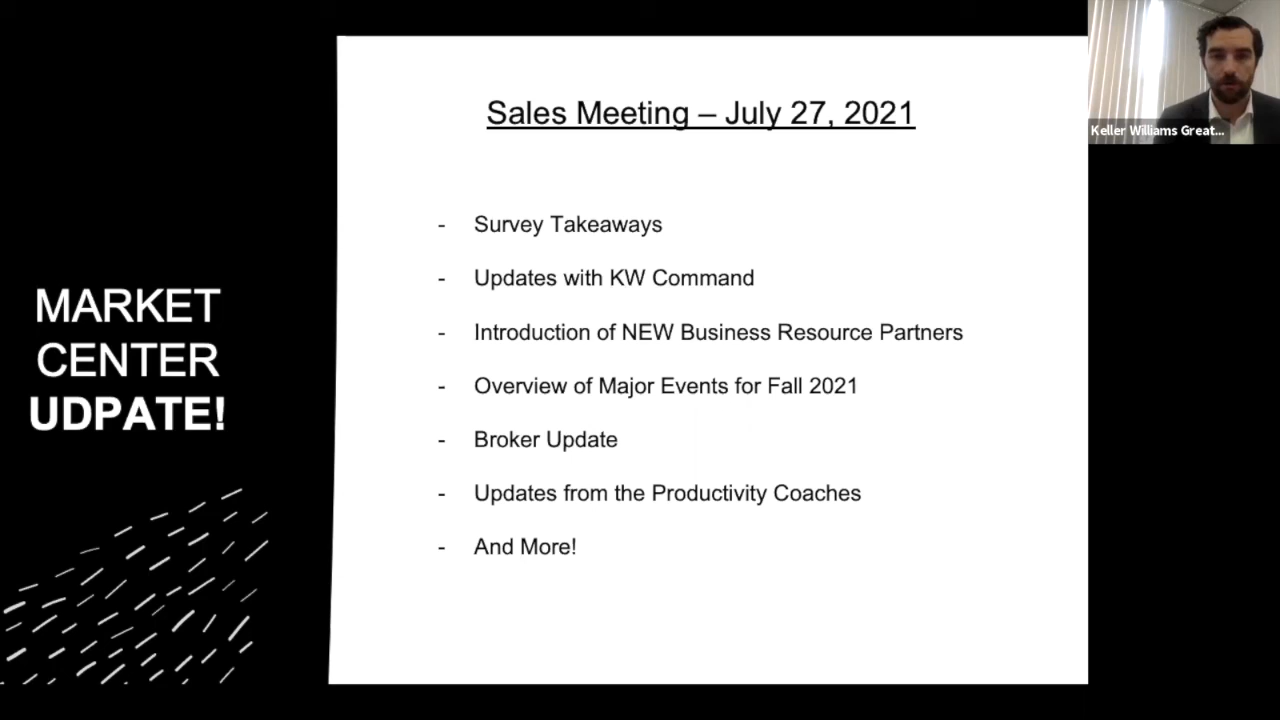 Sales Meeting – July 27, 2021
Keller Williams Great...
- Survey Takeaways
- Updates with KW Command
- Introduction of NEW Business Resource Partners
- Overview of Major Events for Fall 2021
- Broker Update
- Updates from the Productivity Coaches
- And More!
MARKET
CENTER
UDPATE!